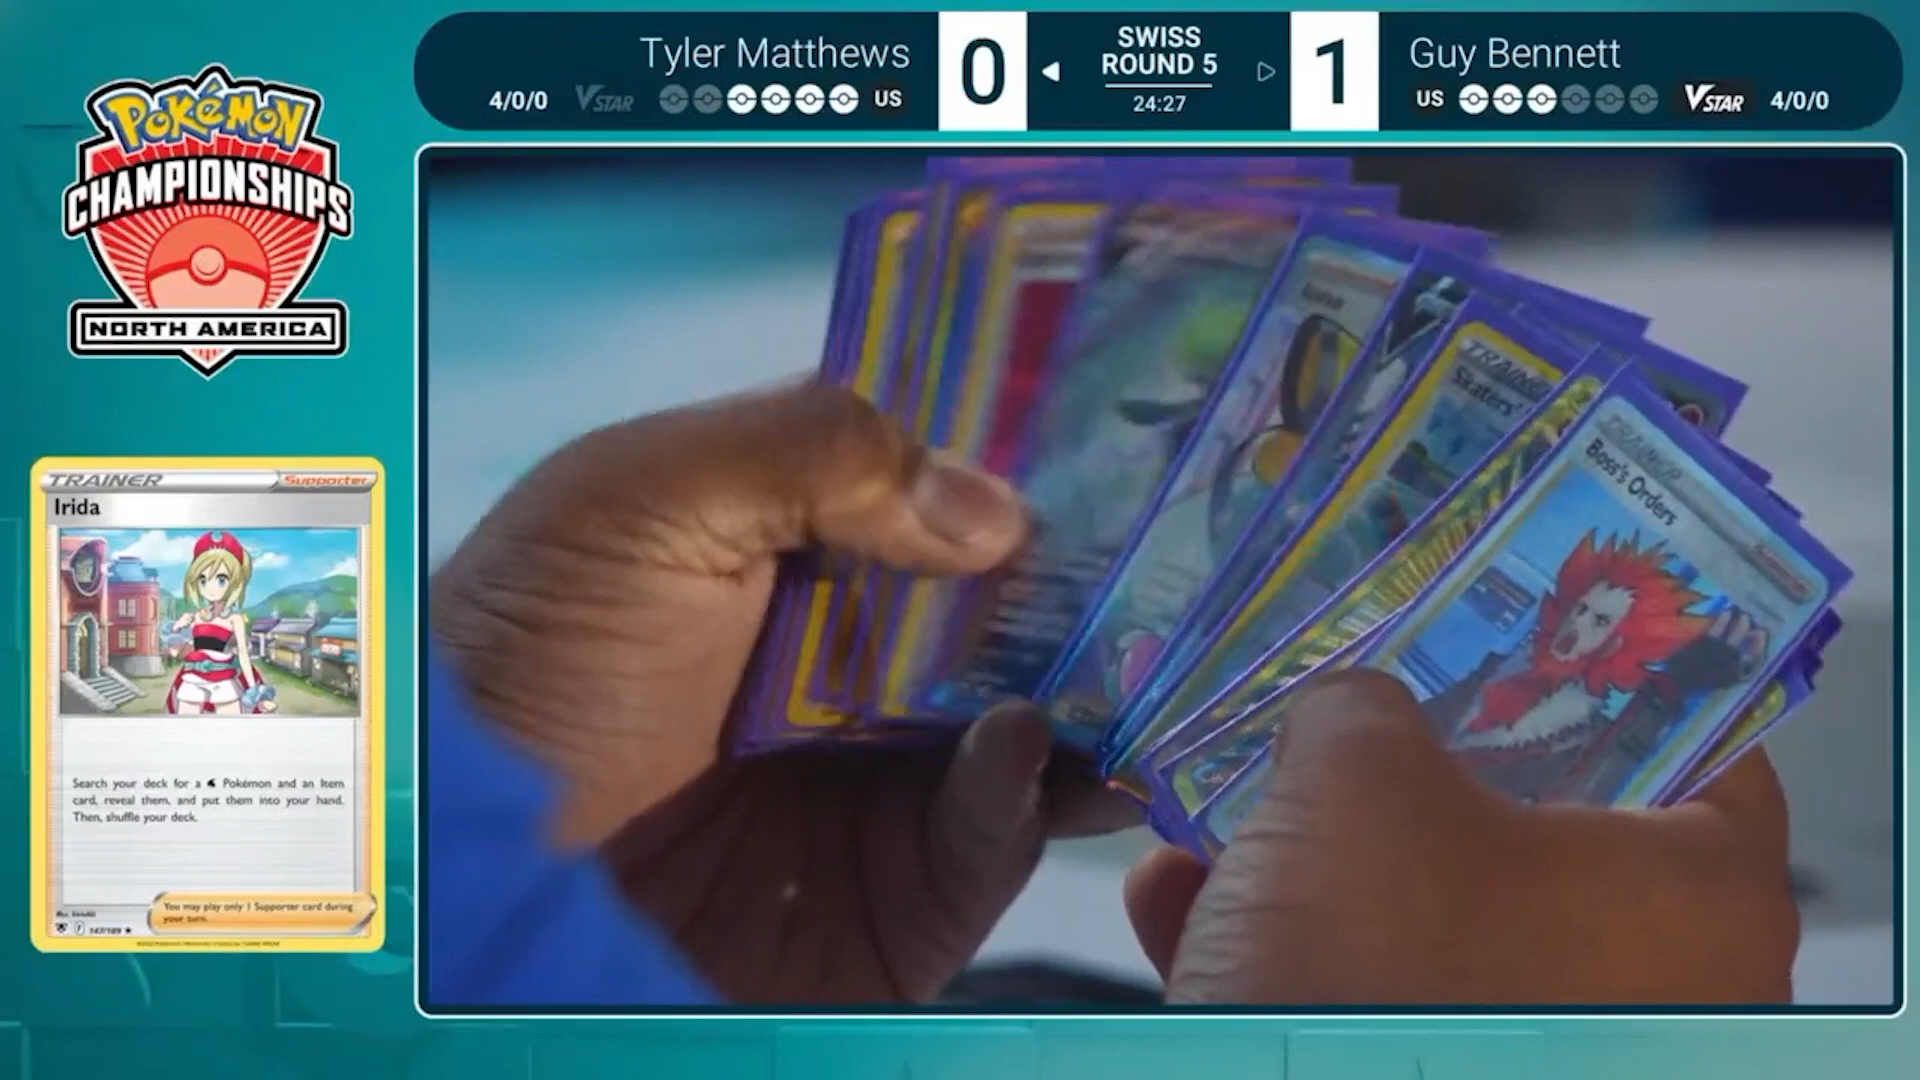 Tyler Matthews
4/0/0 VSTAR US
0
SWISS
ROUND 5
24:27
1
Guy Bennett
US VSTAR 4/0/0
Pokémon
CHAMPIONSHIPS
NORTH AMERICA
TRAINER Supporter
Irida
Search your deck for a Pokémon and an Item
card, reveal them, and put them into your hand.
Then, shuffle your deck.
You may play only 1 Supporter card during
your turn.
147/189
Iono
TRAINER
Skaters'
TRAINER
Boss's Orders